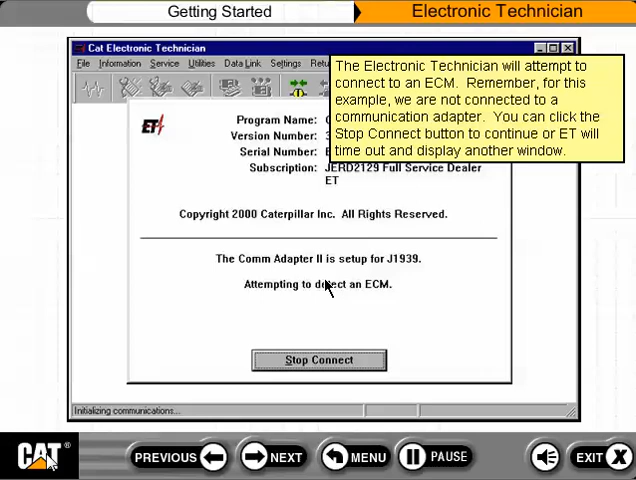 Getting Started
Electronic Technician
Cat Electronic Technician
File Information Service Utilities Data Link Settings
The Electronic Technician will attempt to
connect to an ECM. Remember, for this
example, we are not connected to a
communication adapter. You can click the
Stop Connect button to continue or ET will
time out and display another window.
ET
Program Name:
Version Number: 3
Serial Number:
Subscription: JERD2129 Full Service Dealer
ET
Copyright 2000 Caterpillar Inc. All Rights Reserved.
The Comm Adapter II is setup for J1939.
Attempting to detect an ECM.
Stop Connect
Initializing communications...
CAT® PREVIOUS NEXT MENU PAUSE EXIT X